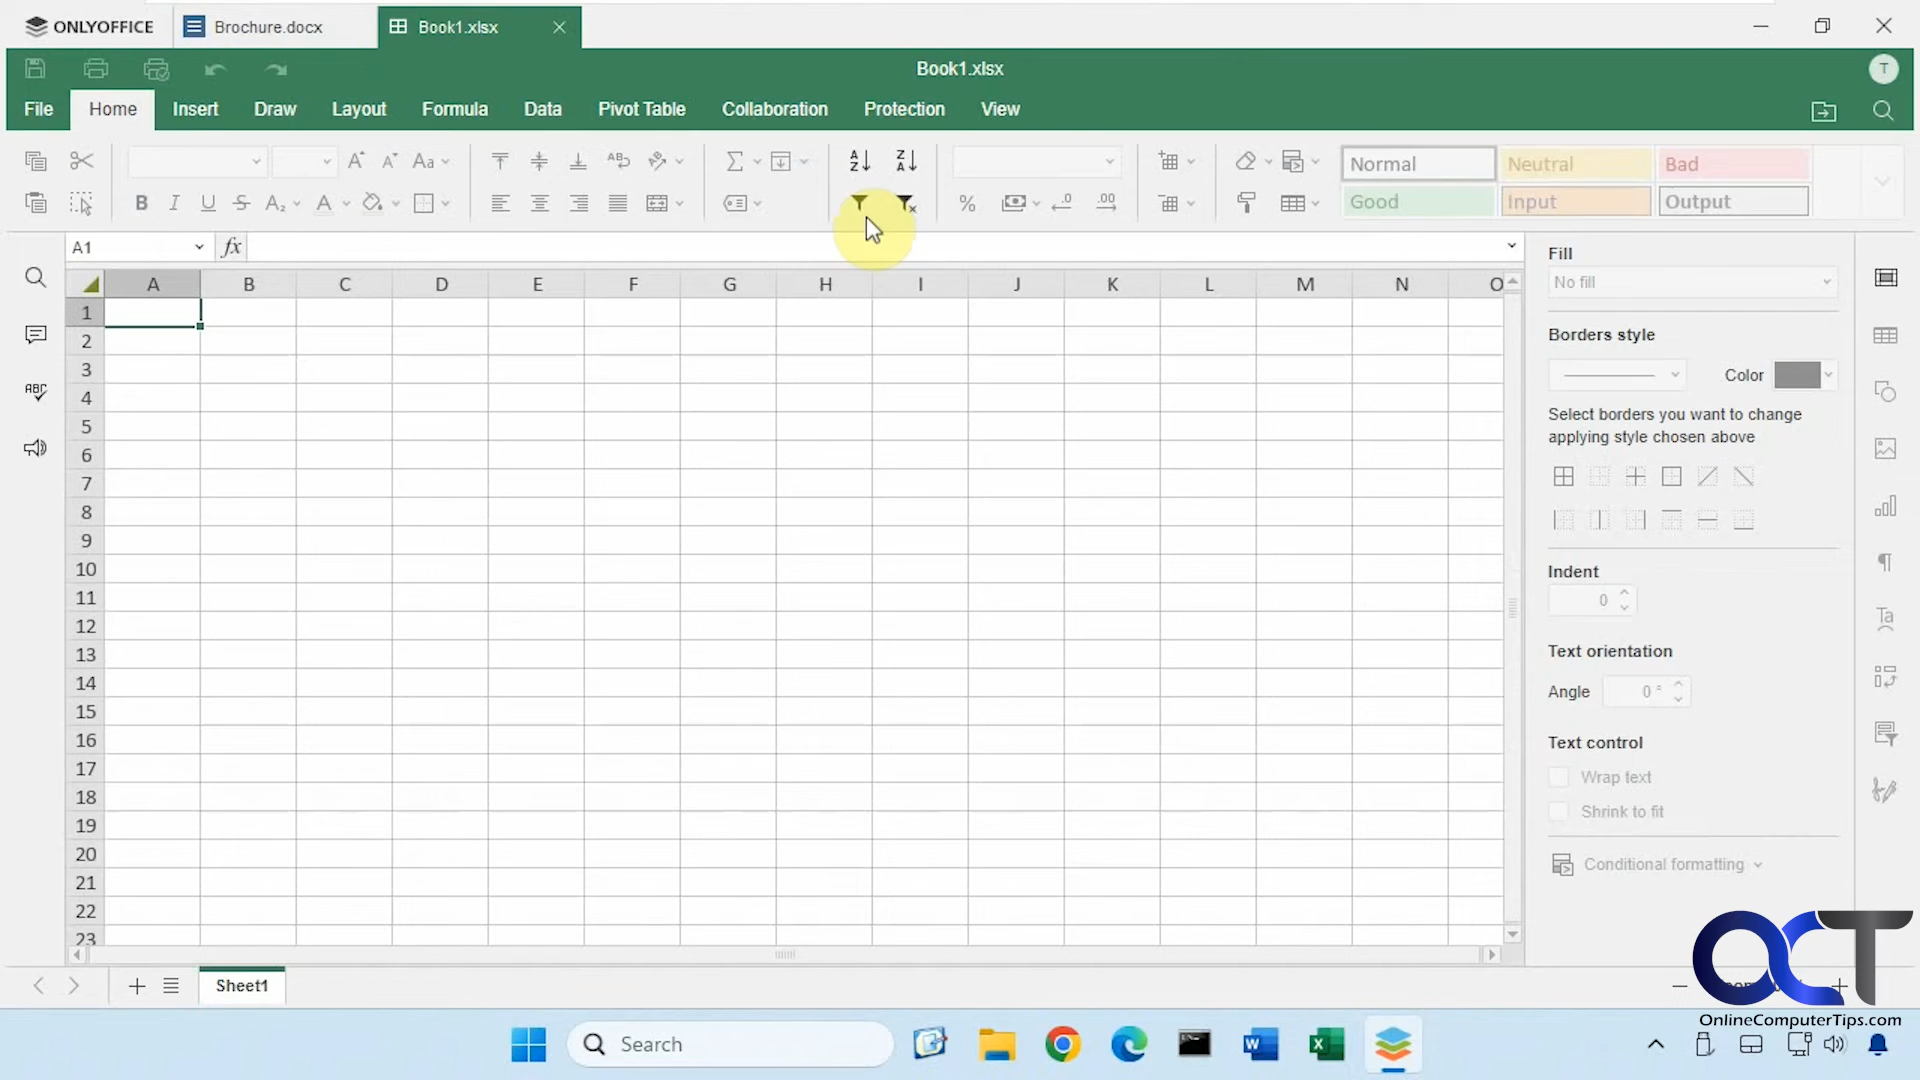 ONLYOFFICE
Brochure.docx
Book1.xlsx
Book1.xlsx
T
File
Home
Insert
Draw
Layout
Formula
Data
Pivot Table
Collaboration
Protection
View
Aa
Normal
Neutral
Bad
B I U S A₂ A
%
Good
Input
Output
A1
fx
Fill
No fill
A B C D E F G H I J K L M N O
1
2
3
4
5
6
7
8
9
10
11
12
13
14
15
16
17
18
19
20
21
22
23
Borders style
Color
Select borders you want to change
applying style chosen above
Indent
0
Text orientation
Angle
0 °
Text control
Wrap text
Shrink to fit
Conditional formatting
Sheet1
OCT
OnlineComputerTips.com
Search